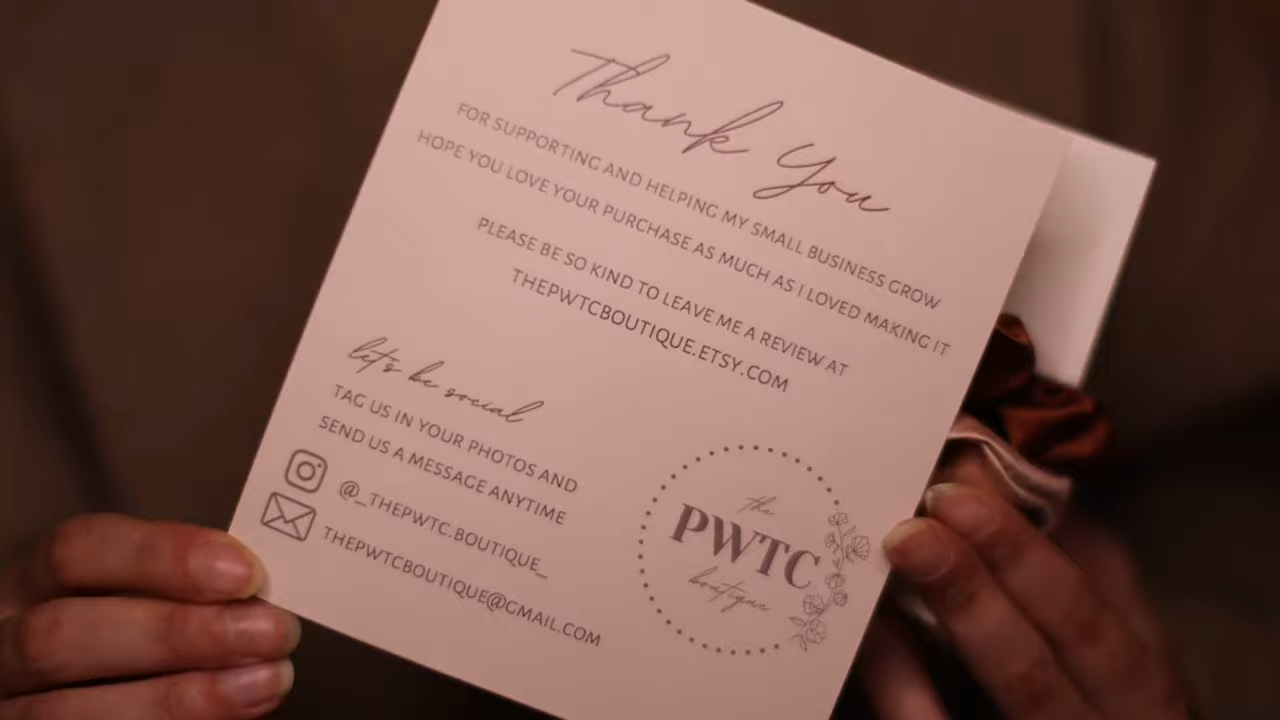 Thank You
FOR SUPPORTING AND HELPING MY SMALL BUSINESS GROW
HOPE YOU LOVE YOUR PURCHASE AS MUCH AS I LOVED MAKING IT
PLEASE BE SO KIND TO LEAVE ME A REVIEW AT
THEPWTCBOUTIQUE.ETSY.COM
let's be social
TAG US IN YOUR PHOTOS AND
SEND US A MESSAGE ANYTIME
@_THEPWTC.BOUTIQUE_
THEPWTCBOUTIQUE@GMAIL.COM
the
PWTC
boutique